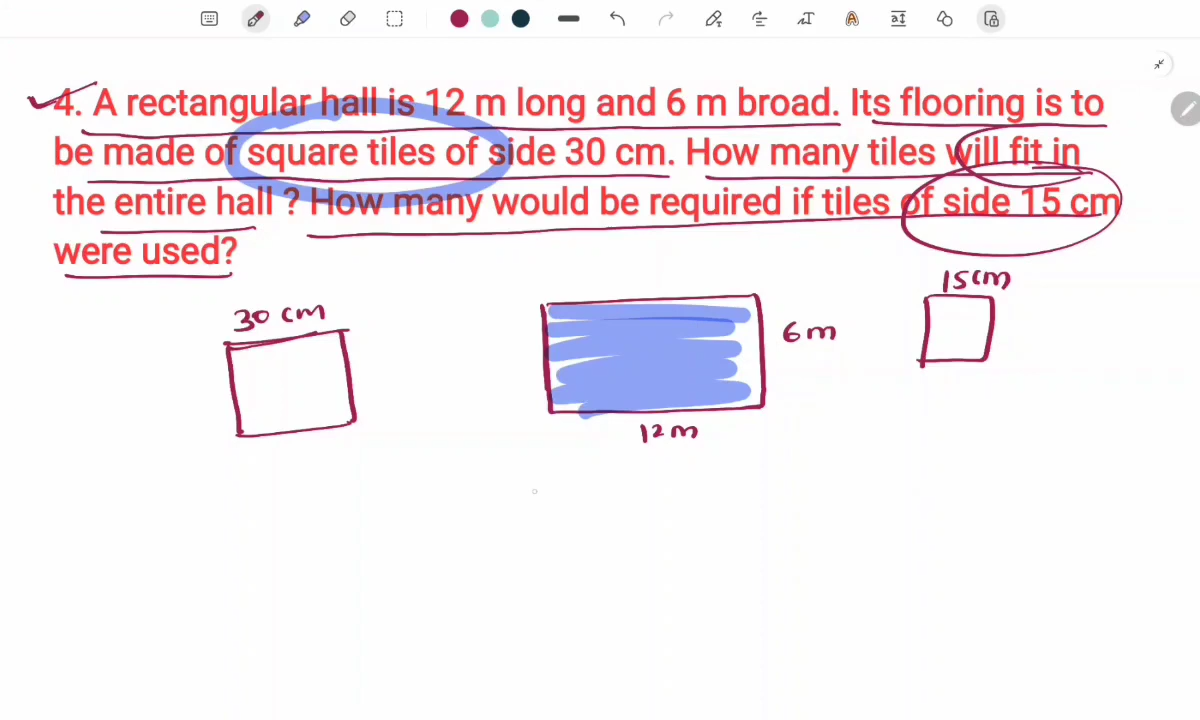 4. A rectangular hall is 12 m long and 6 m broad. Its flooring is to
be made of square tiles of side 30 cm. How many tiles will fit in
the entire hall ? How many would be required if tiles of side 15 cm
were used?
15cm
30 cm
6m
12m